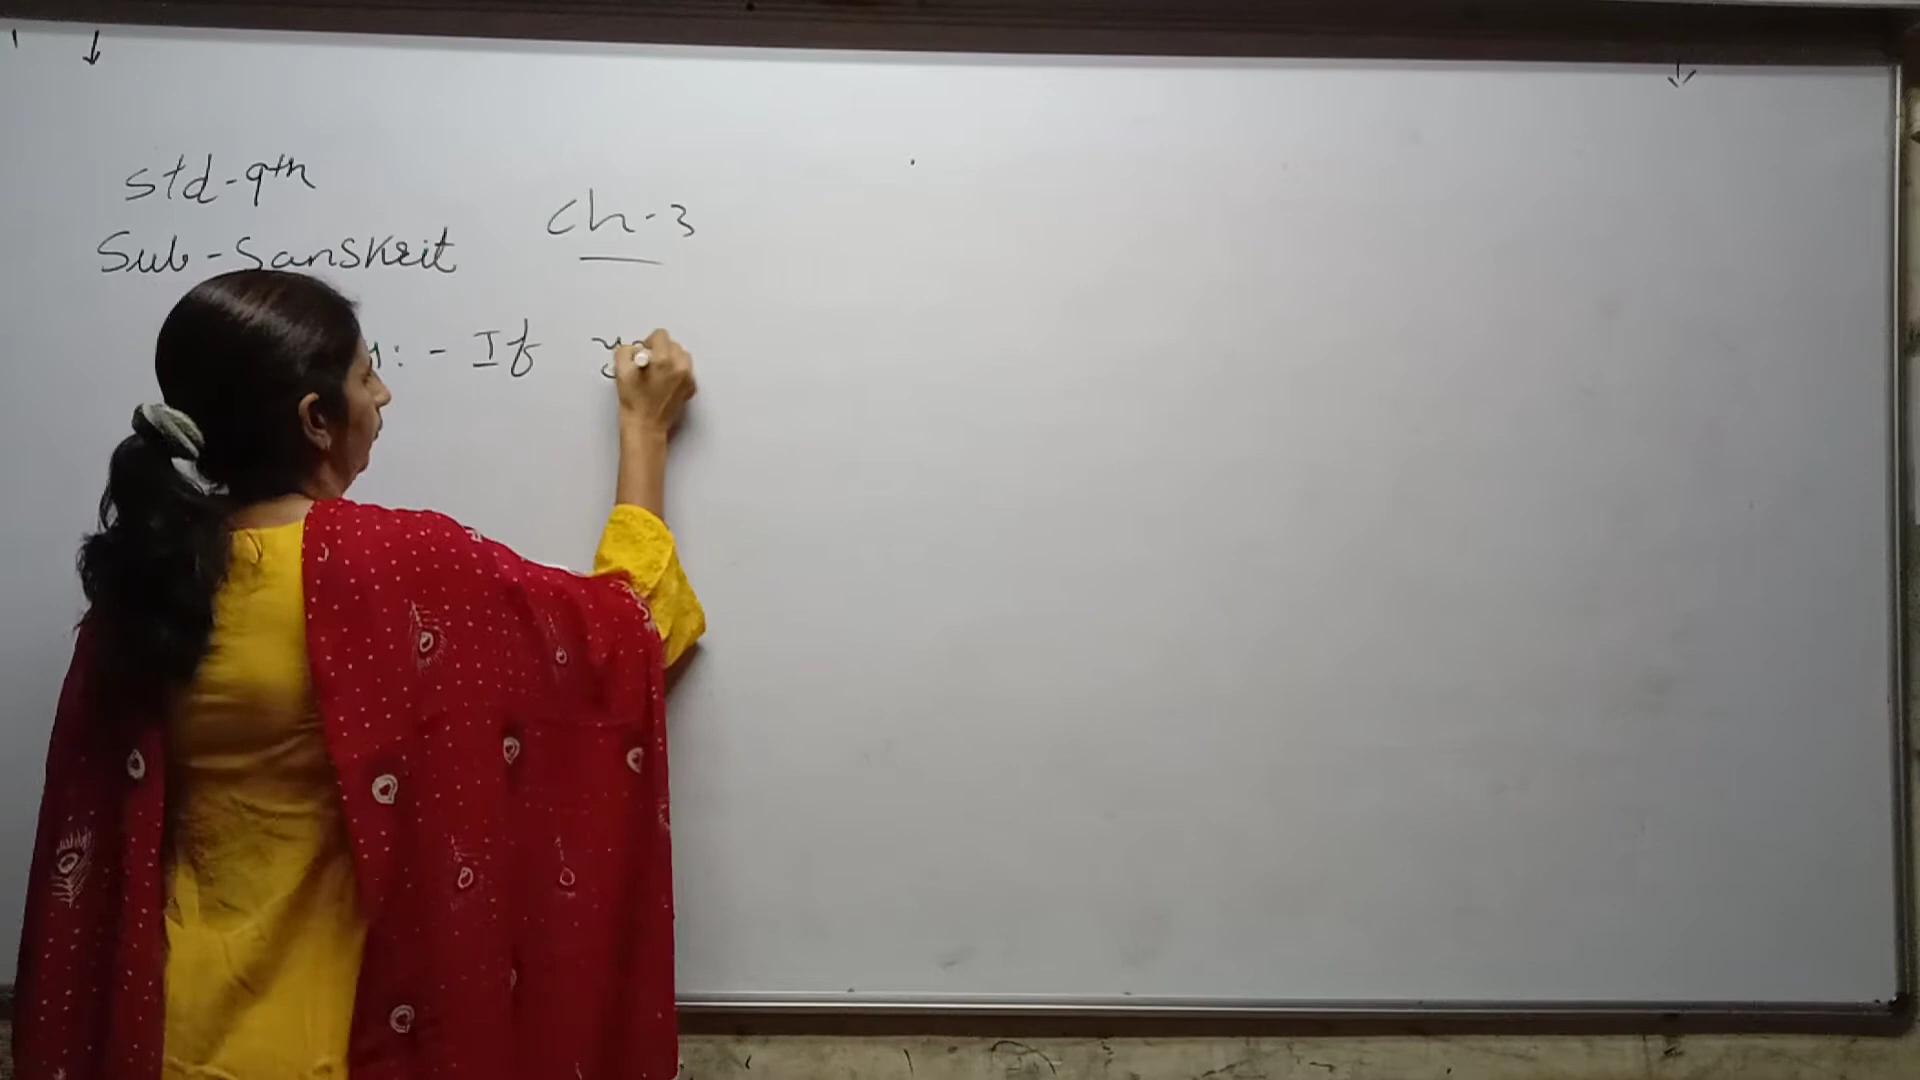 Std-9th
Sub-Sanskrit
Ch-3
:- If